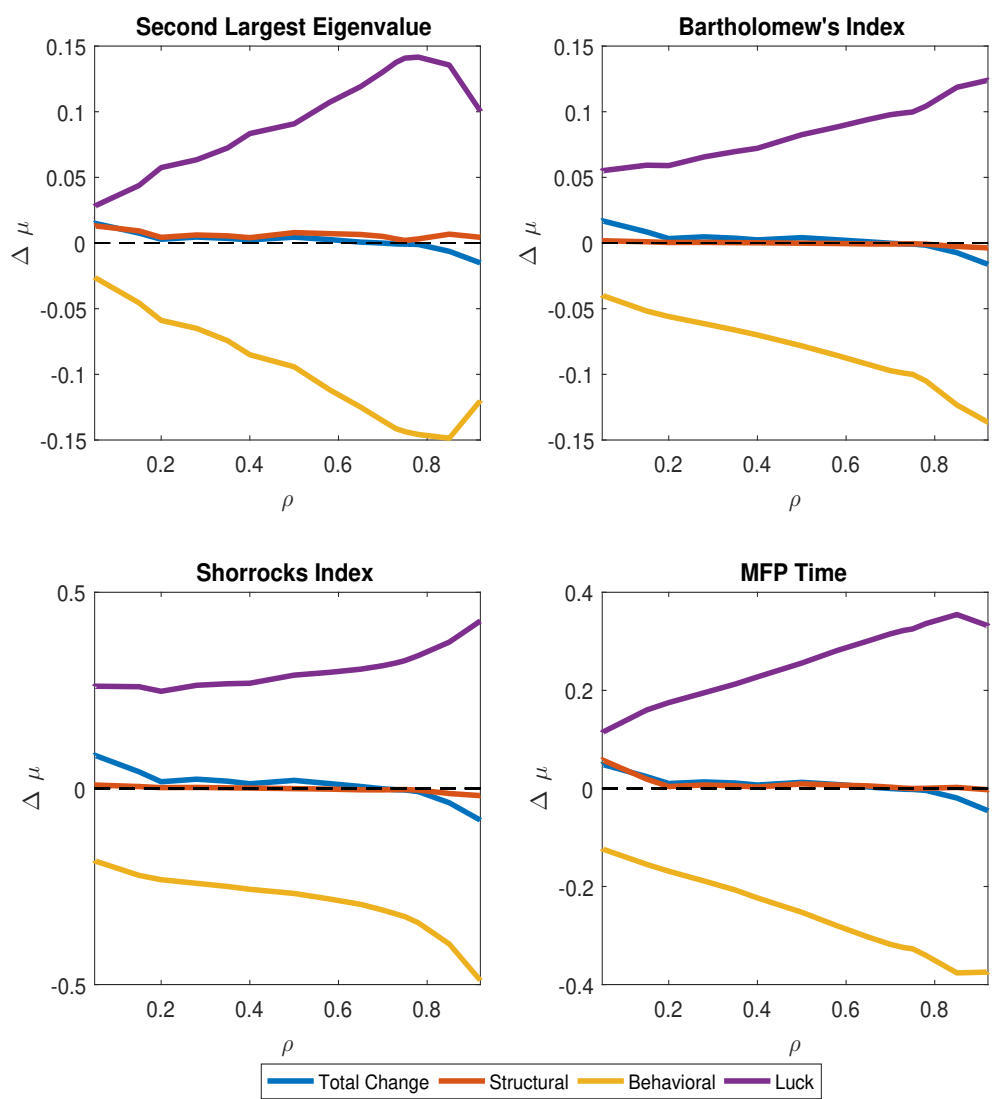 Second Largest Eigenvalue
0.15
0.1
0.05
0
-0.05
-0.1
-0.15
Δ μ
0.2 0.4 0.6 0.8
ρ
Bartholomew's Index
0.15
0.1
0.05
0
-0.05
-0.1
-0.15
Δ μ
0.2 0.4 0.6 0.8
ρ
Shorrocks Index
0.5
0
-0.5
Δ μ
0.2 0.4 0.6 0.8
ρ
MFP Time
0.4
0.2
0
-0.2
-0.4
Δ μ
0.2 0.4 0.6 0.8
ρ
Total Change Structural Behavioral Luck